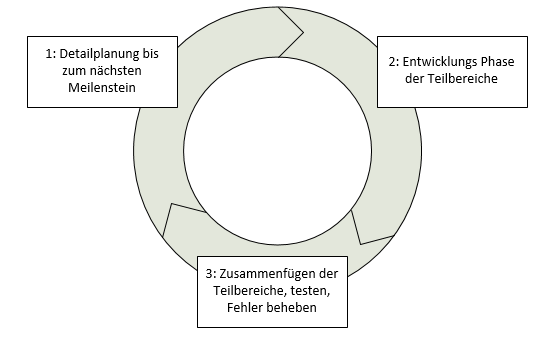 1: Detailplanung bis
zum nächsten
Meilenstein
2: Entwicklungs Phase
der Teilbereiche
3: Zusammenfügen der
Teilbereiche, testen,
Fehler beheben